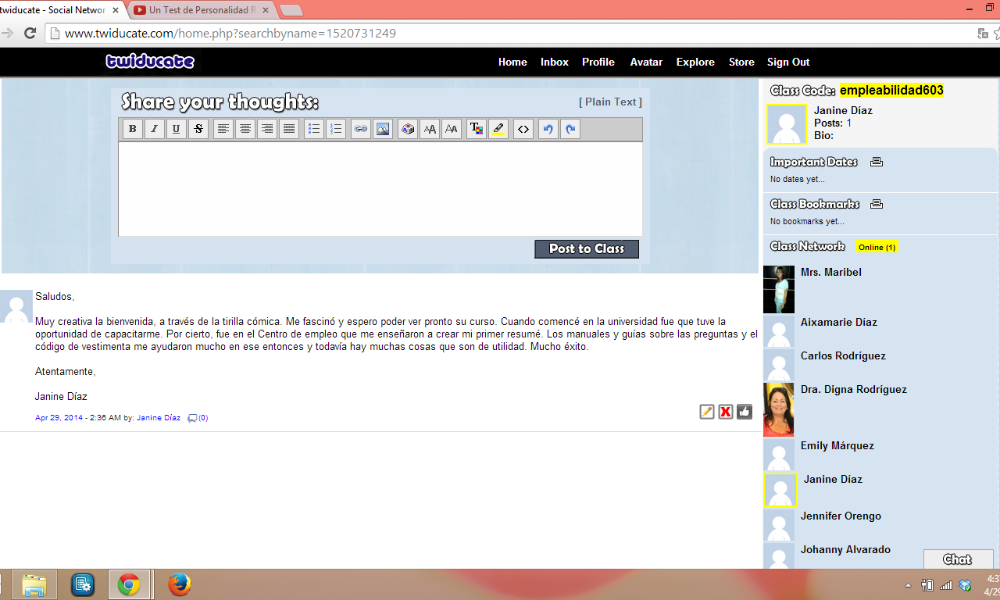 twiducate - Social Networ
Un Test de Personalidad R
www.twiducate.com/home.php?searchbyname=1520731249
twiducate
Home Inbox Profile Avatar Explore Store Sign Out
Share your thoughts:
[ Plain Text ]
B I U S
Post to Class
Saludos,
Muy creativa la bienvenida, a través de la tirilla cómica. Me fascinó y espero poder ver pronto su curso. Cuando comencé en la universidad fue que tuve la
oportunidad de capacitarme. Por cierto, fue en el Centro de empleo que me enseñaron a crear mi primer resumé. Los manuales y guías sobre las preguntas y el
código de vestimenta me ayudaron mucho en ese entonces y todavía hay muchas cosas que son de utilidad. Mucho éxito.
Atentamente,
Janine Díaz
Apr 29, 2014 - 2:36 AM by: Janine Díaz (0)
Class Code: empleabilidad603
Janine Díaz
Posts: 1
Bio:
Important Dates
No dates yet...
Class Bookmarks
No bookmarks yet...
Class Network Online (1)
Mrs. Maribel
Aixamarie Díaz
Carlos Rodríguez
Dra. Digna Rodríguez
Emily Márquez
Janine Díaz
Jennifer Orengo
Johanny Alvarado
Chat